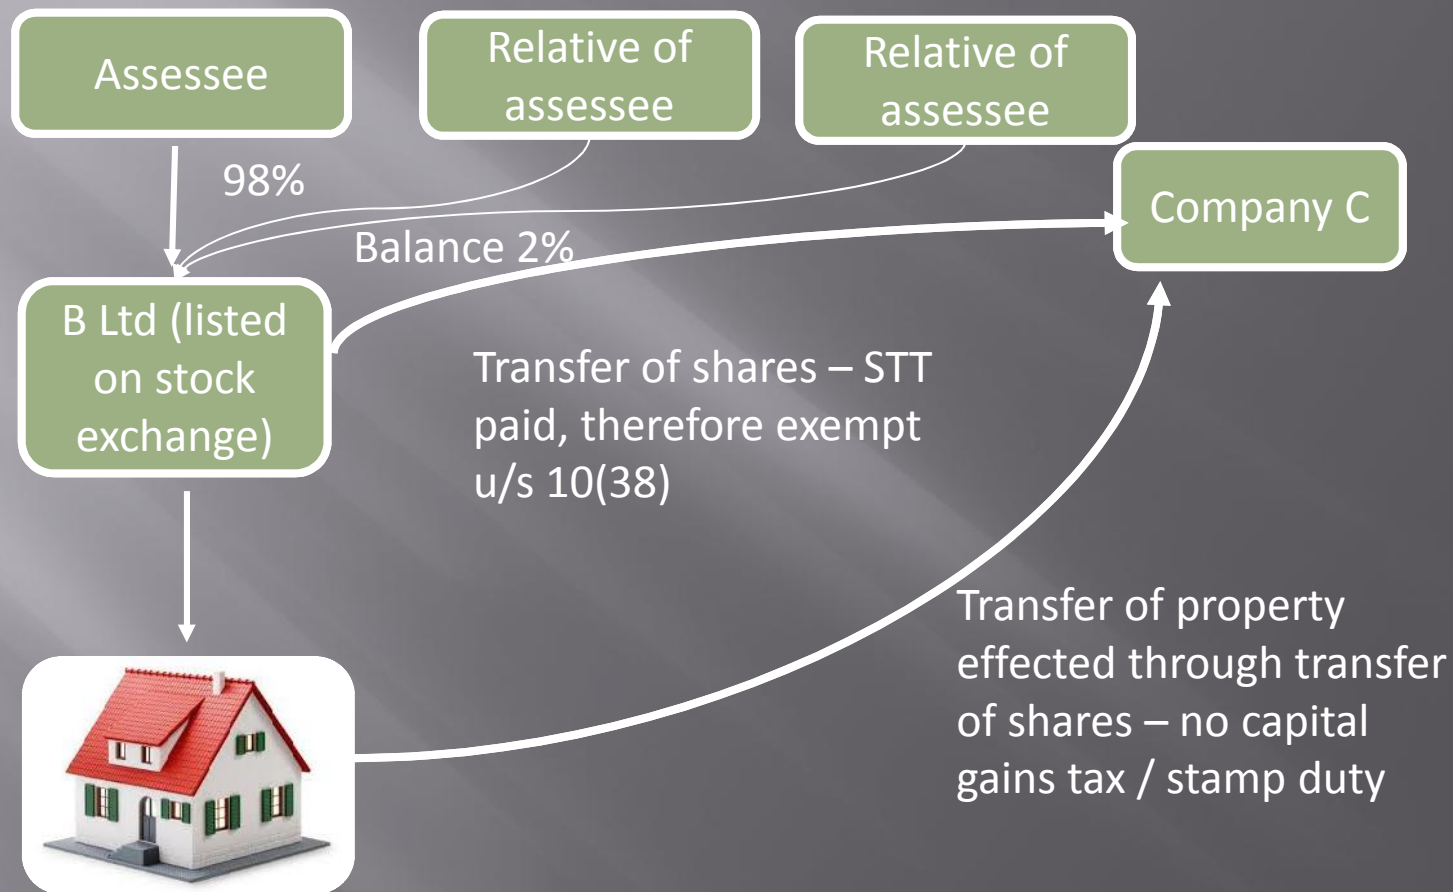 Assessee
Relative of
assessee
Relative of
assessee
98%
Balance 2%
Company C
B Ltd (listed
on stock
exchange)
Transfer of shares – STT
paid, therefore exempt
u/s 10(38)
Transfer of property
effected through transfer
of shares – no capital
gains tax / stamp duty